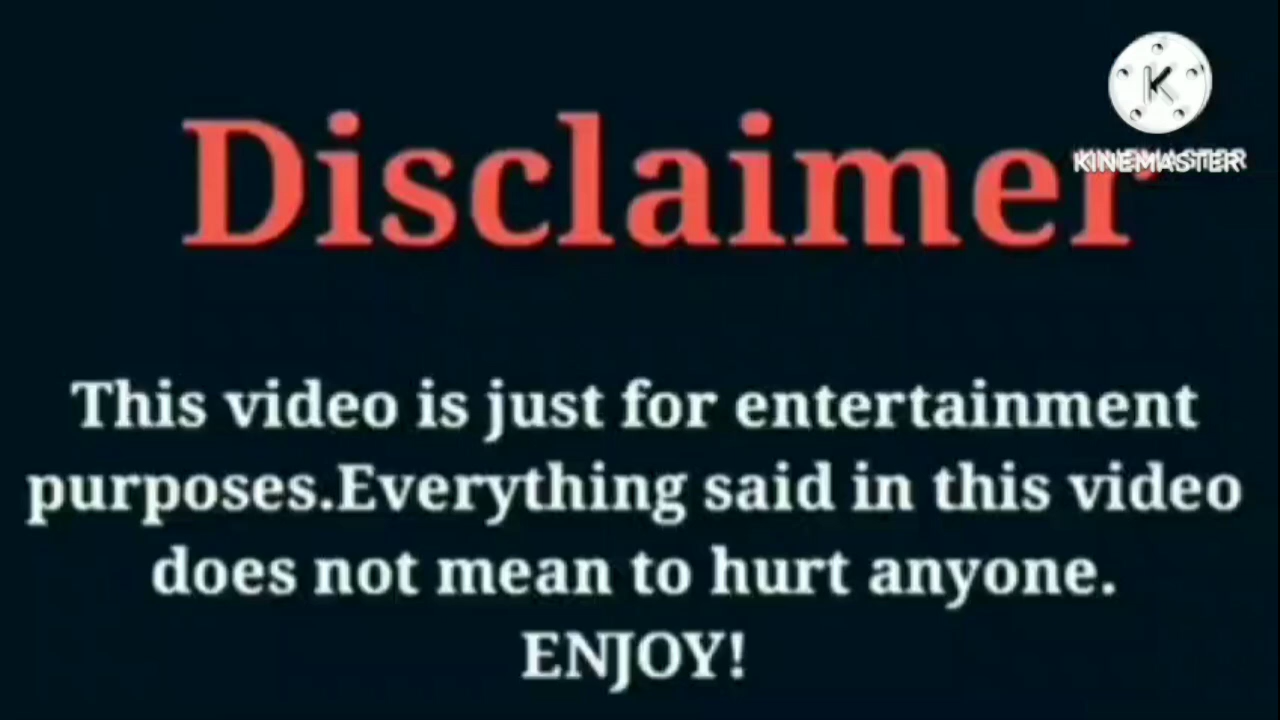 K
KINEMASTER
Disclaimer
This video is just for entertainment
purposes.Everything said in this video
does not mean to hurt anyone.
ENJOY!